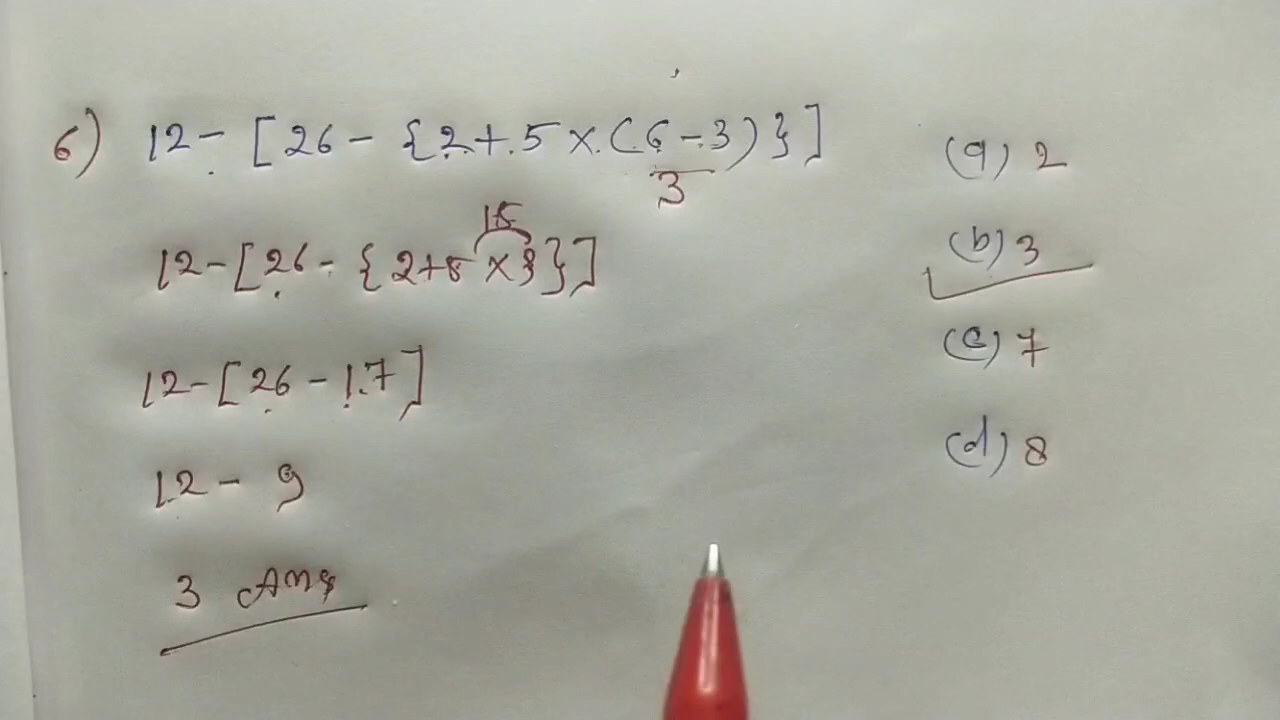 6) 12 - [26 - {2 + 5 × (6 - 3)}]
3
(a) 2
15
12 - [26 - {2 + 5 × 3}]
(b) 3
12 - [26 - 17]
(c) 7
12 - 9
(d) 8
3 Ans